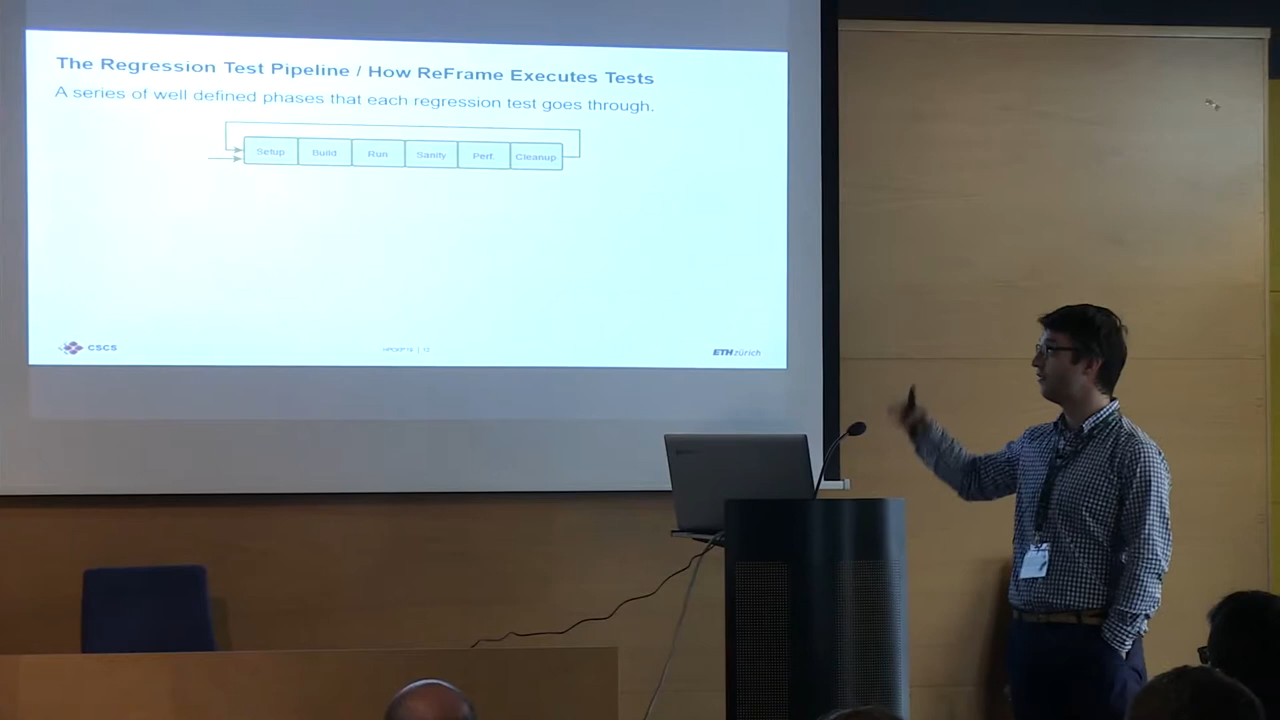 The Regression Test Pipeline / How ReFrame Executes Tests
A series of well defined phases that each regression test goes through.
Setup Build Run Sanity Perf. Cleanup
CSCS
12
ETH zürich